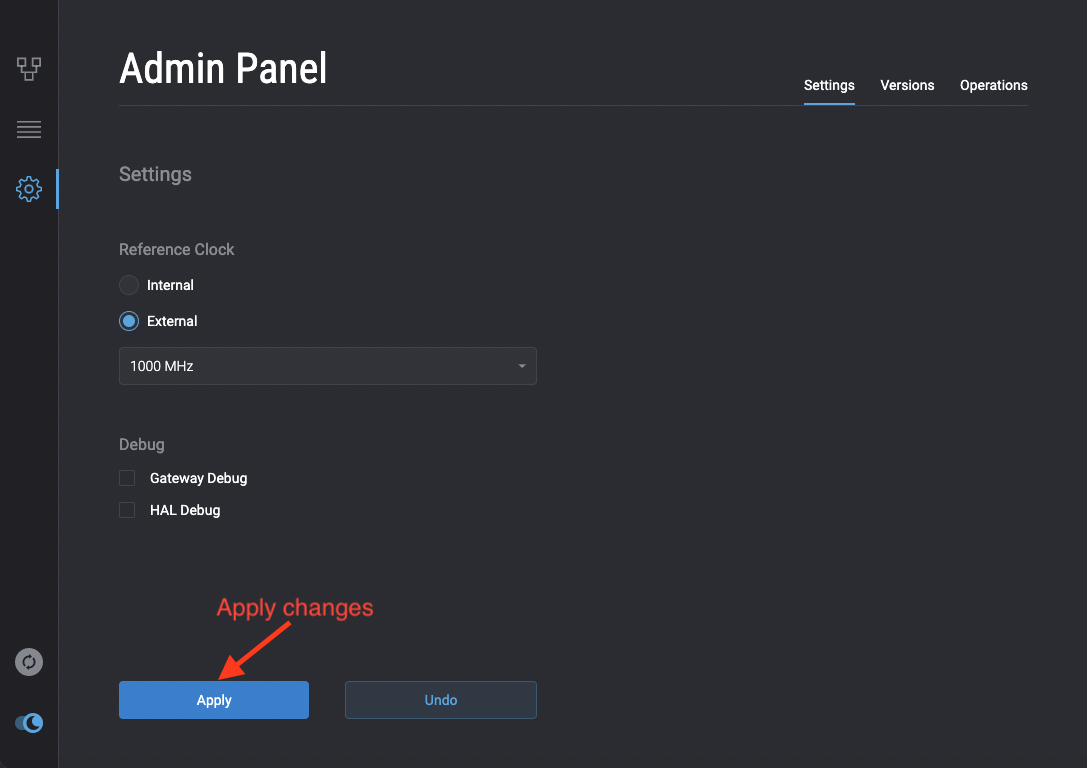 Admin Panel
Settings Versions Operations
Settings
Reference Clock
Internal
External
1000 MHz
Debug
Gateway Debug
HAL Debug
Apply changes
Apply Undo